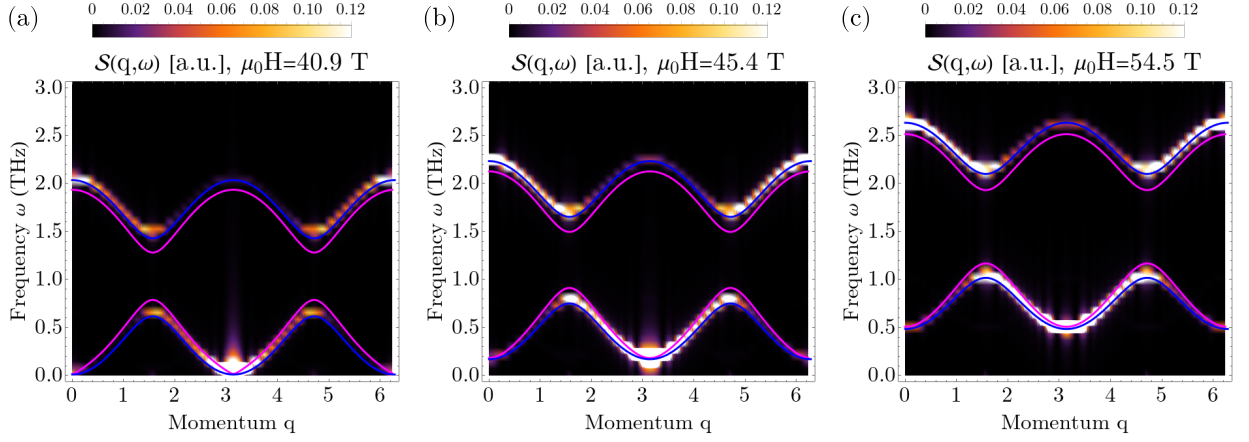 (a)
0 0.02 0.04 0.06 0.08 0.10 0.12
𝒮(q,ω) [a.u.], μ₀H=40.9 T
Frequency ω (THz)
3.0
2.5
2.0
1.5
1.0
0.5
0.0
0 1 2 3 4 5 6
Momentum q
(b)
0 0.02 0.04 0.06 0.08 0.10 0.12
𝒮(q,ω) [a.u.], μ₀H=45.4 T
Frequency ω (THz)
3.0
2.5
2.0
1.5
1.0
0.5
0.0
0 1 2 3 4 5 6
Momentum q
(c)
0 0.02 0.04 0.06 0.08 0.10 0.12
𝒮(q,ω) [a.u.], μ₀H=54.5 T
Frequency ω (THz)
3.0
2.5
2.0
1.5
1.0
0.5
0.0
0 1 2 3 4 5 6
Momentum q